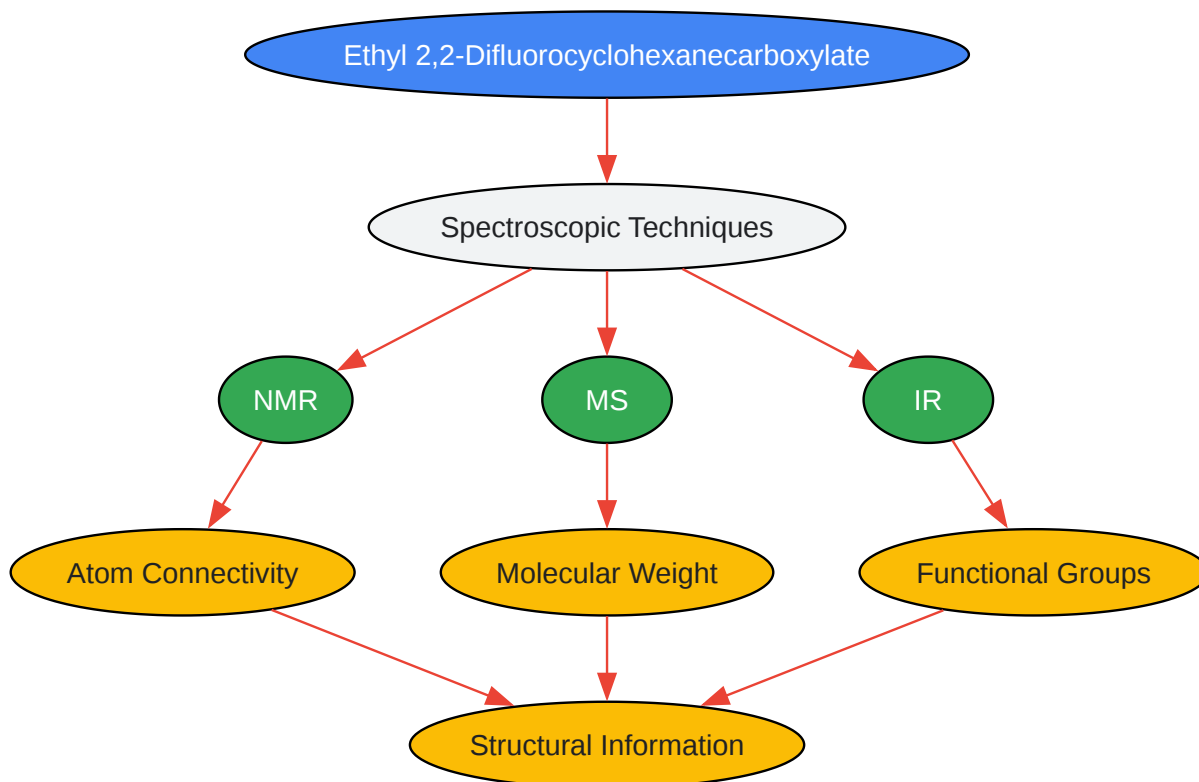 Ethyl 2,2-Difluorocyclohexanecarboxylate
Spectroscopic Techniques
NMR
MS
IR
Atom Connectivity
Molecular Weight
Functional Groups
Structural Information